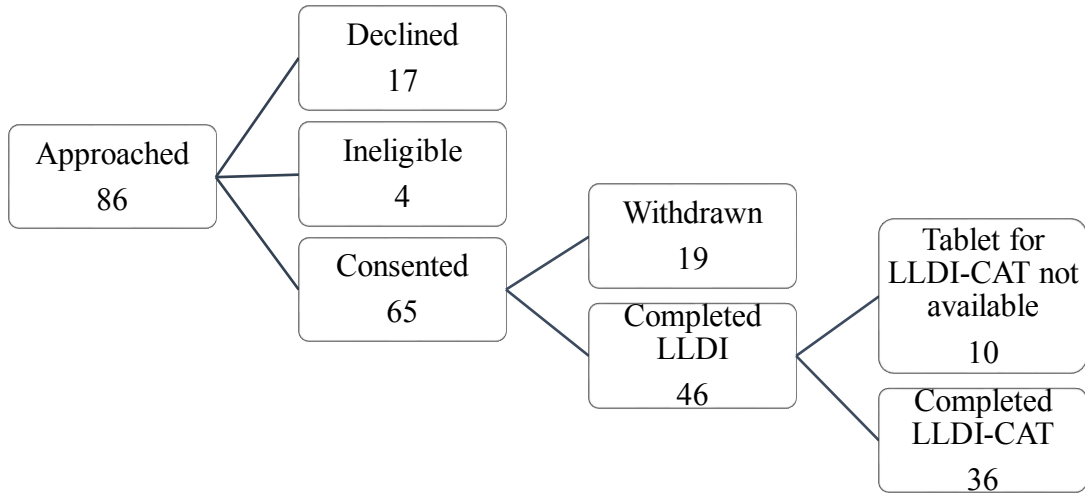 Declined
17
Approached
86
Ineligible
4
Consented
65
Withdrawn
19
Completed
LLDI
46
Tablet for
LLDI-CAT not
available
10
Completed
LLDI-CAT
36